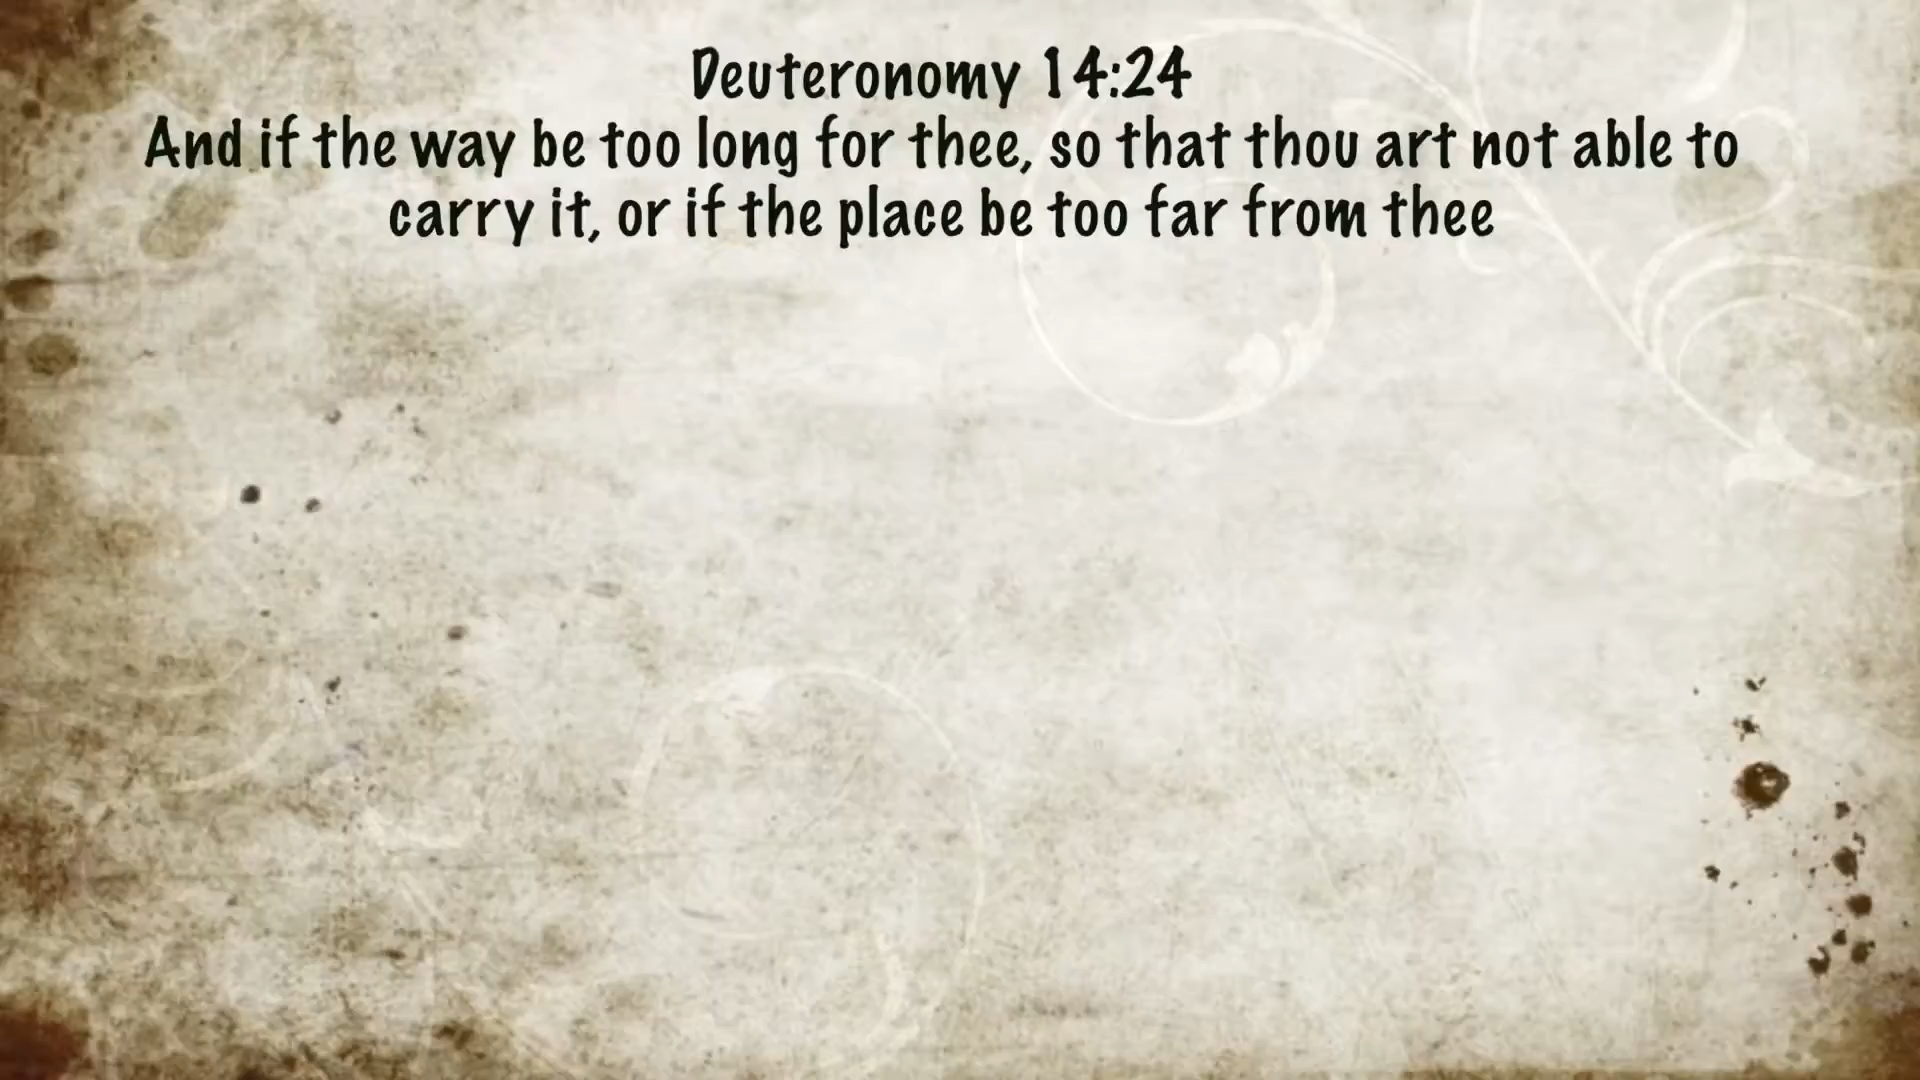 Deuteronomy 14:24
And if the way be too long for thee, so that thou art not able to
carry it, or if the place be too far from thee